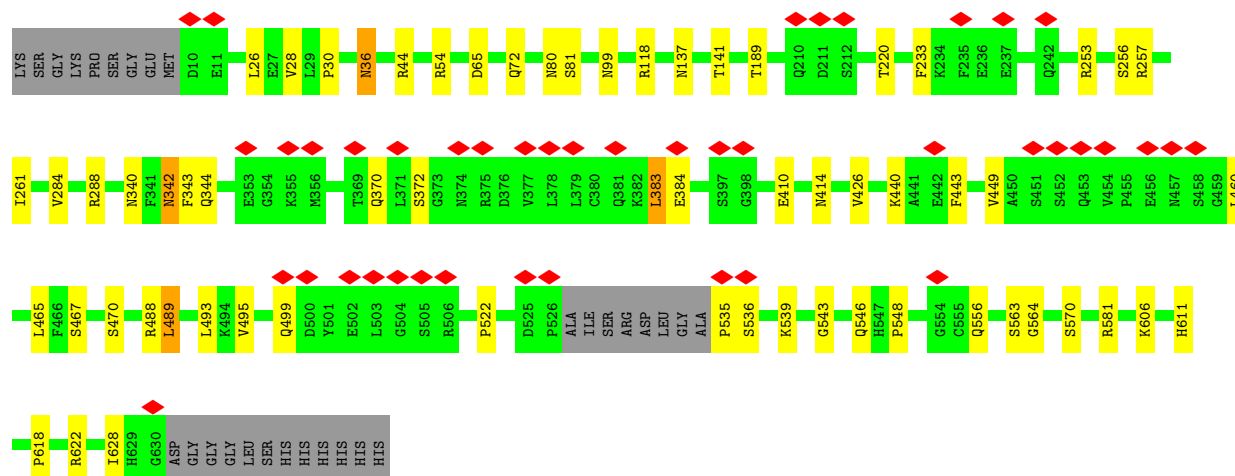 LYS SER GLY LYS PRO SER GLY GLU MET D10 E11 L26 E27 V28 L29 P30 N36 R44 R54 D65 Q72 N80 S81 N99 R118 N137 T141 T189 Q210 D211 S212 T220 F233 K234 F235 E236 E237 Q242 R253 S256 R257
I261 V284 R288 N340 F341 N342 F343 Q344 E353 G354 K355 M356 T369 Q370 L371 S372 G373 N374 R375 D376 V377 L378 L379 C380 Q381 K382 L383 E384 S397 G398 E410 N414 V426 K440 A441 E442 F443 V449 A450 S451 S452 Q453 V454 P455 E456 N457 S458 G459 L460
L465 F466 S467 S470 R488 L489 L493 K494 V495 Q499 D500 Y501 E502 L503 G504 S505 R506 P522 D525 P526 ALA ILE SER ARG ASP LEU GLY ALA P535 S536 K539 G543 Q546 H547 P548 G554 C555 Q556 S563 G564 S570 R581 K606 H611
P618 R622 I628 H629 G630 ASP GLY GLY GLY LEU SER HIS HIS HIS HIS HIS HIS